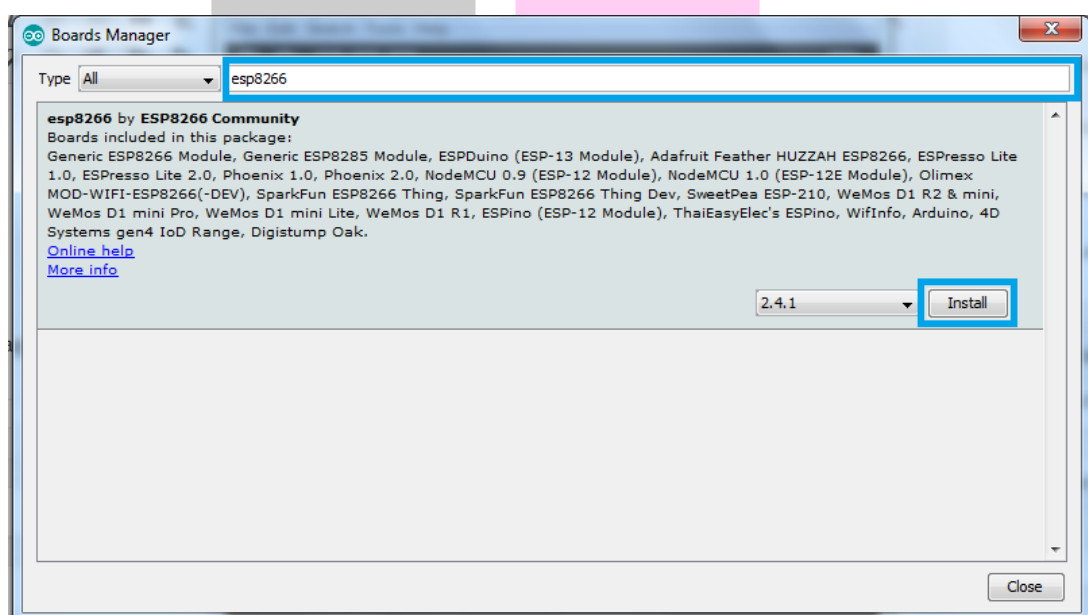 Boards Manager
Type All esp8266
esp8266 by ESP8266 Community
Boards included in this package:
Generic ESP8266 Module, Generic ESP8285 Module, ESPDuino (ESP-13 Module), Adafruit Feather HUZZAH ESP8266, ESPresso Lite
1.0, ESPresso Lite 2.0, Phoenix 1.0, Phoenix 2.0, NodeMCU 0.9 (ESP-12 Module), NodeMCU 1.0 (ESP-12E Module), Olimex
MOD-WIFI-ESP8266(-DEV), SparkFun ESP8266 Thing, SparkFun ESP8266 Thing Dev, SweetPea ESP-210, WeMos D1 R2 & mini,
WeMos D1 mini Pro, WeMos D1 mini Lite, WeMos D1 R1, ESPino (ESP-12 Module), ThaiEasyElec's ESPino, WifInfo, Arduino, 4D
Systems gen4 IoD Range, Digistump Oak.
Online help
More info
2.4.1 Install
Close